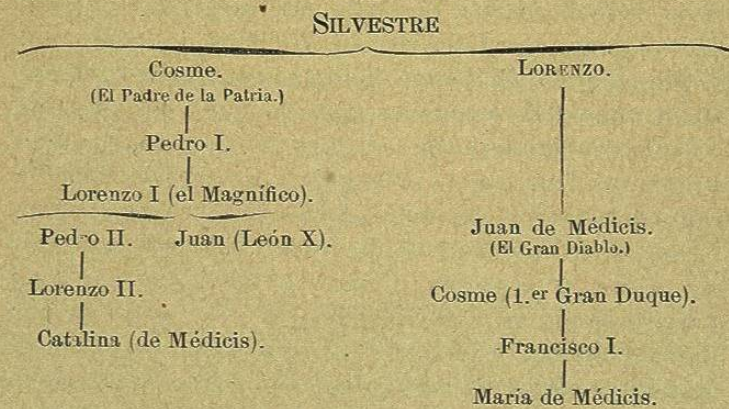 SILVESTRE
Cosme.
(El Padre de la Patria.)
Pedro I.
Lorenzo I (el Magnífico).
Pedro II. Juan (León X).
Lorenzo II.
Catalina (de Médicis).
LORENZO.
Juan de Médicis.
(El Gran Diablo.)
Cosme (1.er Gran Duque).
Francisco I.
María de Médicis.